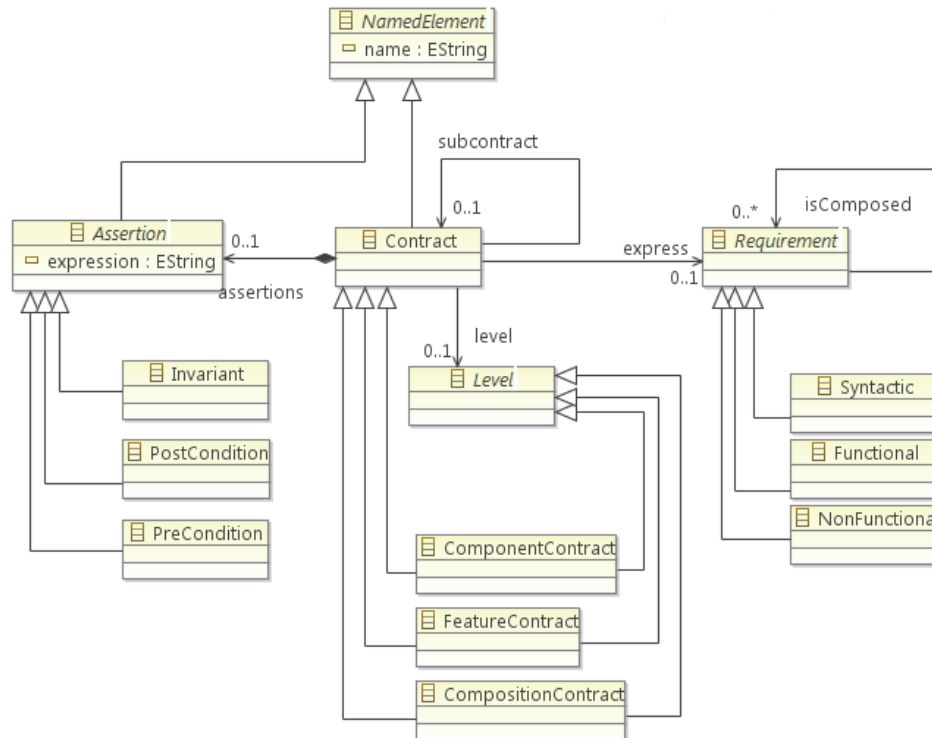 NamedElement
name : EString
subcontract
0..1
0..*
isComposed
Assertion
expression : EString
0..1
assertions
Contract
express
0..1
Requirement
level
0..1
Level
Invariant
PostCondition
PreCondition
Syntactic
Functional
NonFunctiona
ComponentContract
FeatureContract
CompositionContract